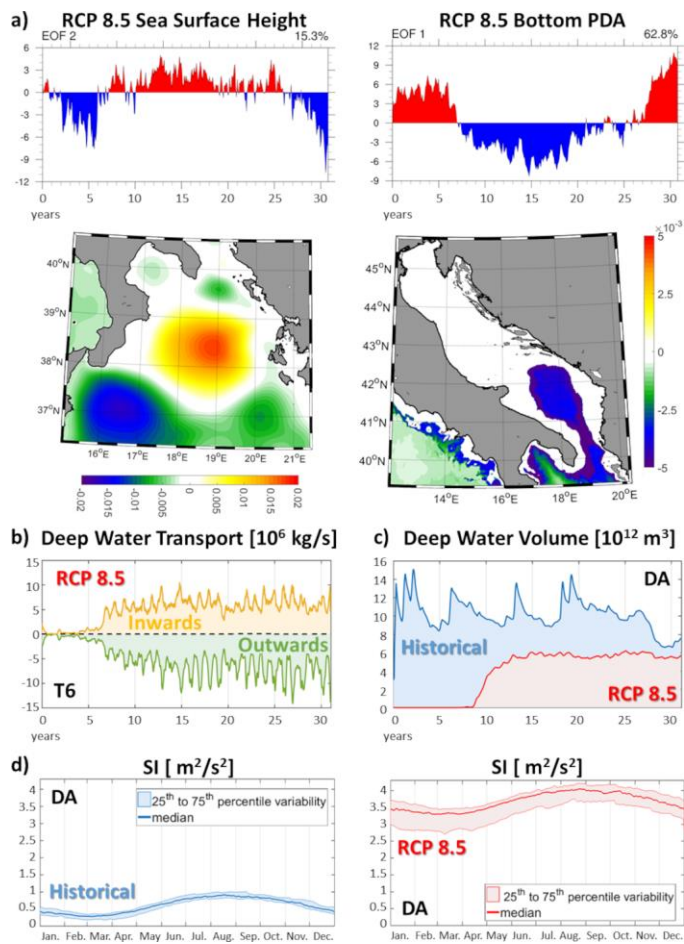 a) RCP 8.5 Sea Surface Height RCP 8.5 Bottom PDA
EOF 2 15.3% EOF 1 62.8%
6
3
0
-3
-6
-9
-12
0 5 10 15 20 25 30
years
12
9
6
3
0
-3
-6
-9
0 5 10 15 20 25 30
years
40°N
39°N
38°N
37°N
16°E 17°E 18°E 19°E 20°E 21°E
-0.02 -0.015 -0.01 -0.005 0 0.005 0.01 0.015 0.02
45°N
44°N
43°N
42°N
41°N
40°N
14°E 16°E 18°E 20°E
×10⁻³
5
2.5
0
-2.5
-5
b) Deep Water Transport [10⁶ kg/s]
RCP 8.5
Inwards
Outwards
T6
15
10
5
0
-5
-10
-15
0 5 10 15 20 25 30
years
c) Deep Water Volume [10¹² m³]
DA
Historical
RCP 8.5
16
14
12
10
8
6
4
2
0
0 5 10 15 20 25 30
years
d) SI [ m²/s²]
DA
25th to 75th percentile variability
median
Historical
4
3.5
3
2.5
2
1.5
1
0.5
0
Jan. Feb. Mar. Apr. May Jun. Jul. Aug. Sep. Oct. Nov. Dec.
SI [ m²/s²]
RCP 8.5
25th to 75th percentile variability
median
DA
4
3.5
3
2.5
2
1.5
1
0.5
0
Jan. Feb. Mar. Apr. May Jun. Jul. Aug. Sep. Oct. Nov. Dec.